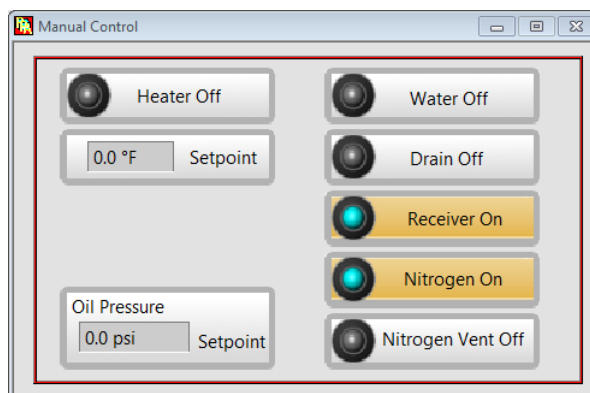 Manual Control
Heater Off
0.0 °F Setpoint
Oil Pressure
0.0 psi Setpoint
Water Off
Drain Off
Receiver On
Nitrogen On
Nitrogen Vent Off